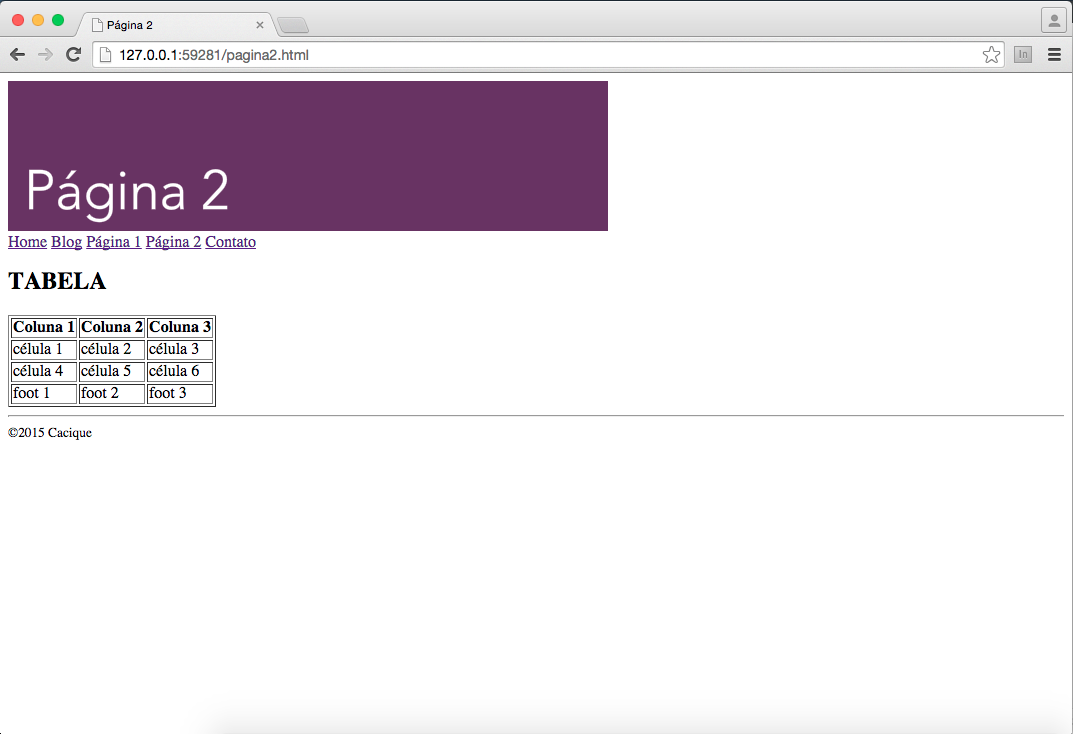 Página 2
127.0.0.1:59281/pagina2.html
In
Página 2
Home Blog Página 1 Página 2 Contato
TABELA
Coluna 1 Coluna 2 Coluna 3
célula 1 célula 2 célula 3
célula 4 célula 5 célula 6
foot 1 foot 2 foot 3
©2015 Cacique